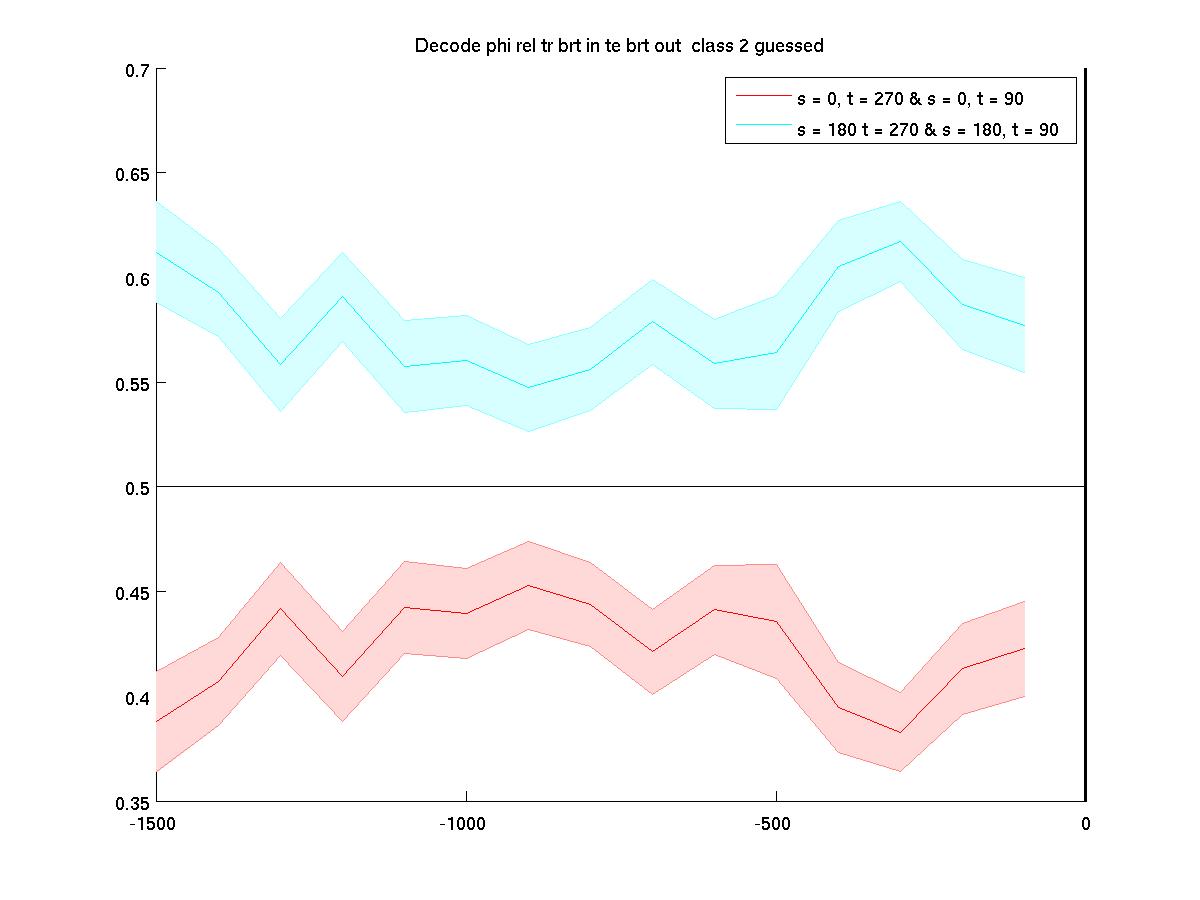 Decode phi rel tr brt in te brt out  class 2 guessed
0.7
s = 0, t = 270 & s = 0, t = 90
s = 180 t = 270 & s = 180, t = 90
0.65
0.6
0.55
0.5
0.45
0.4
0.35
-1500 -1000 -500 0